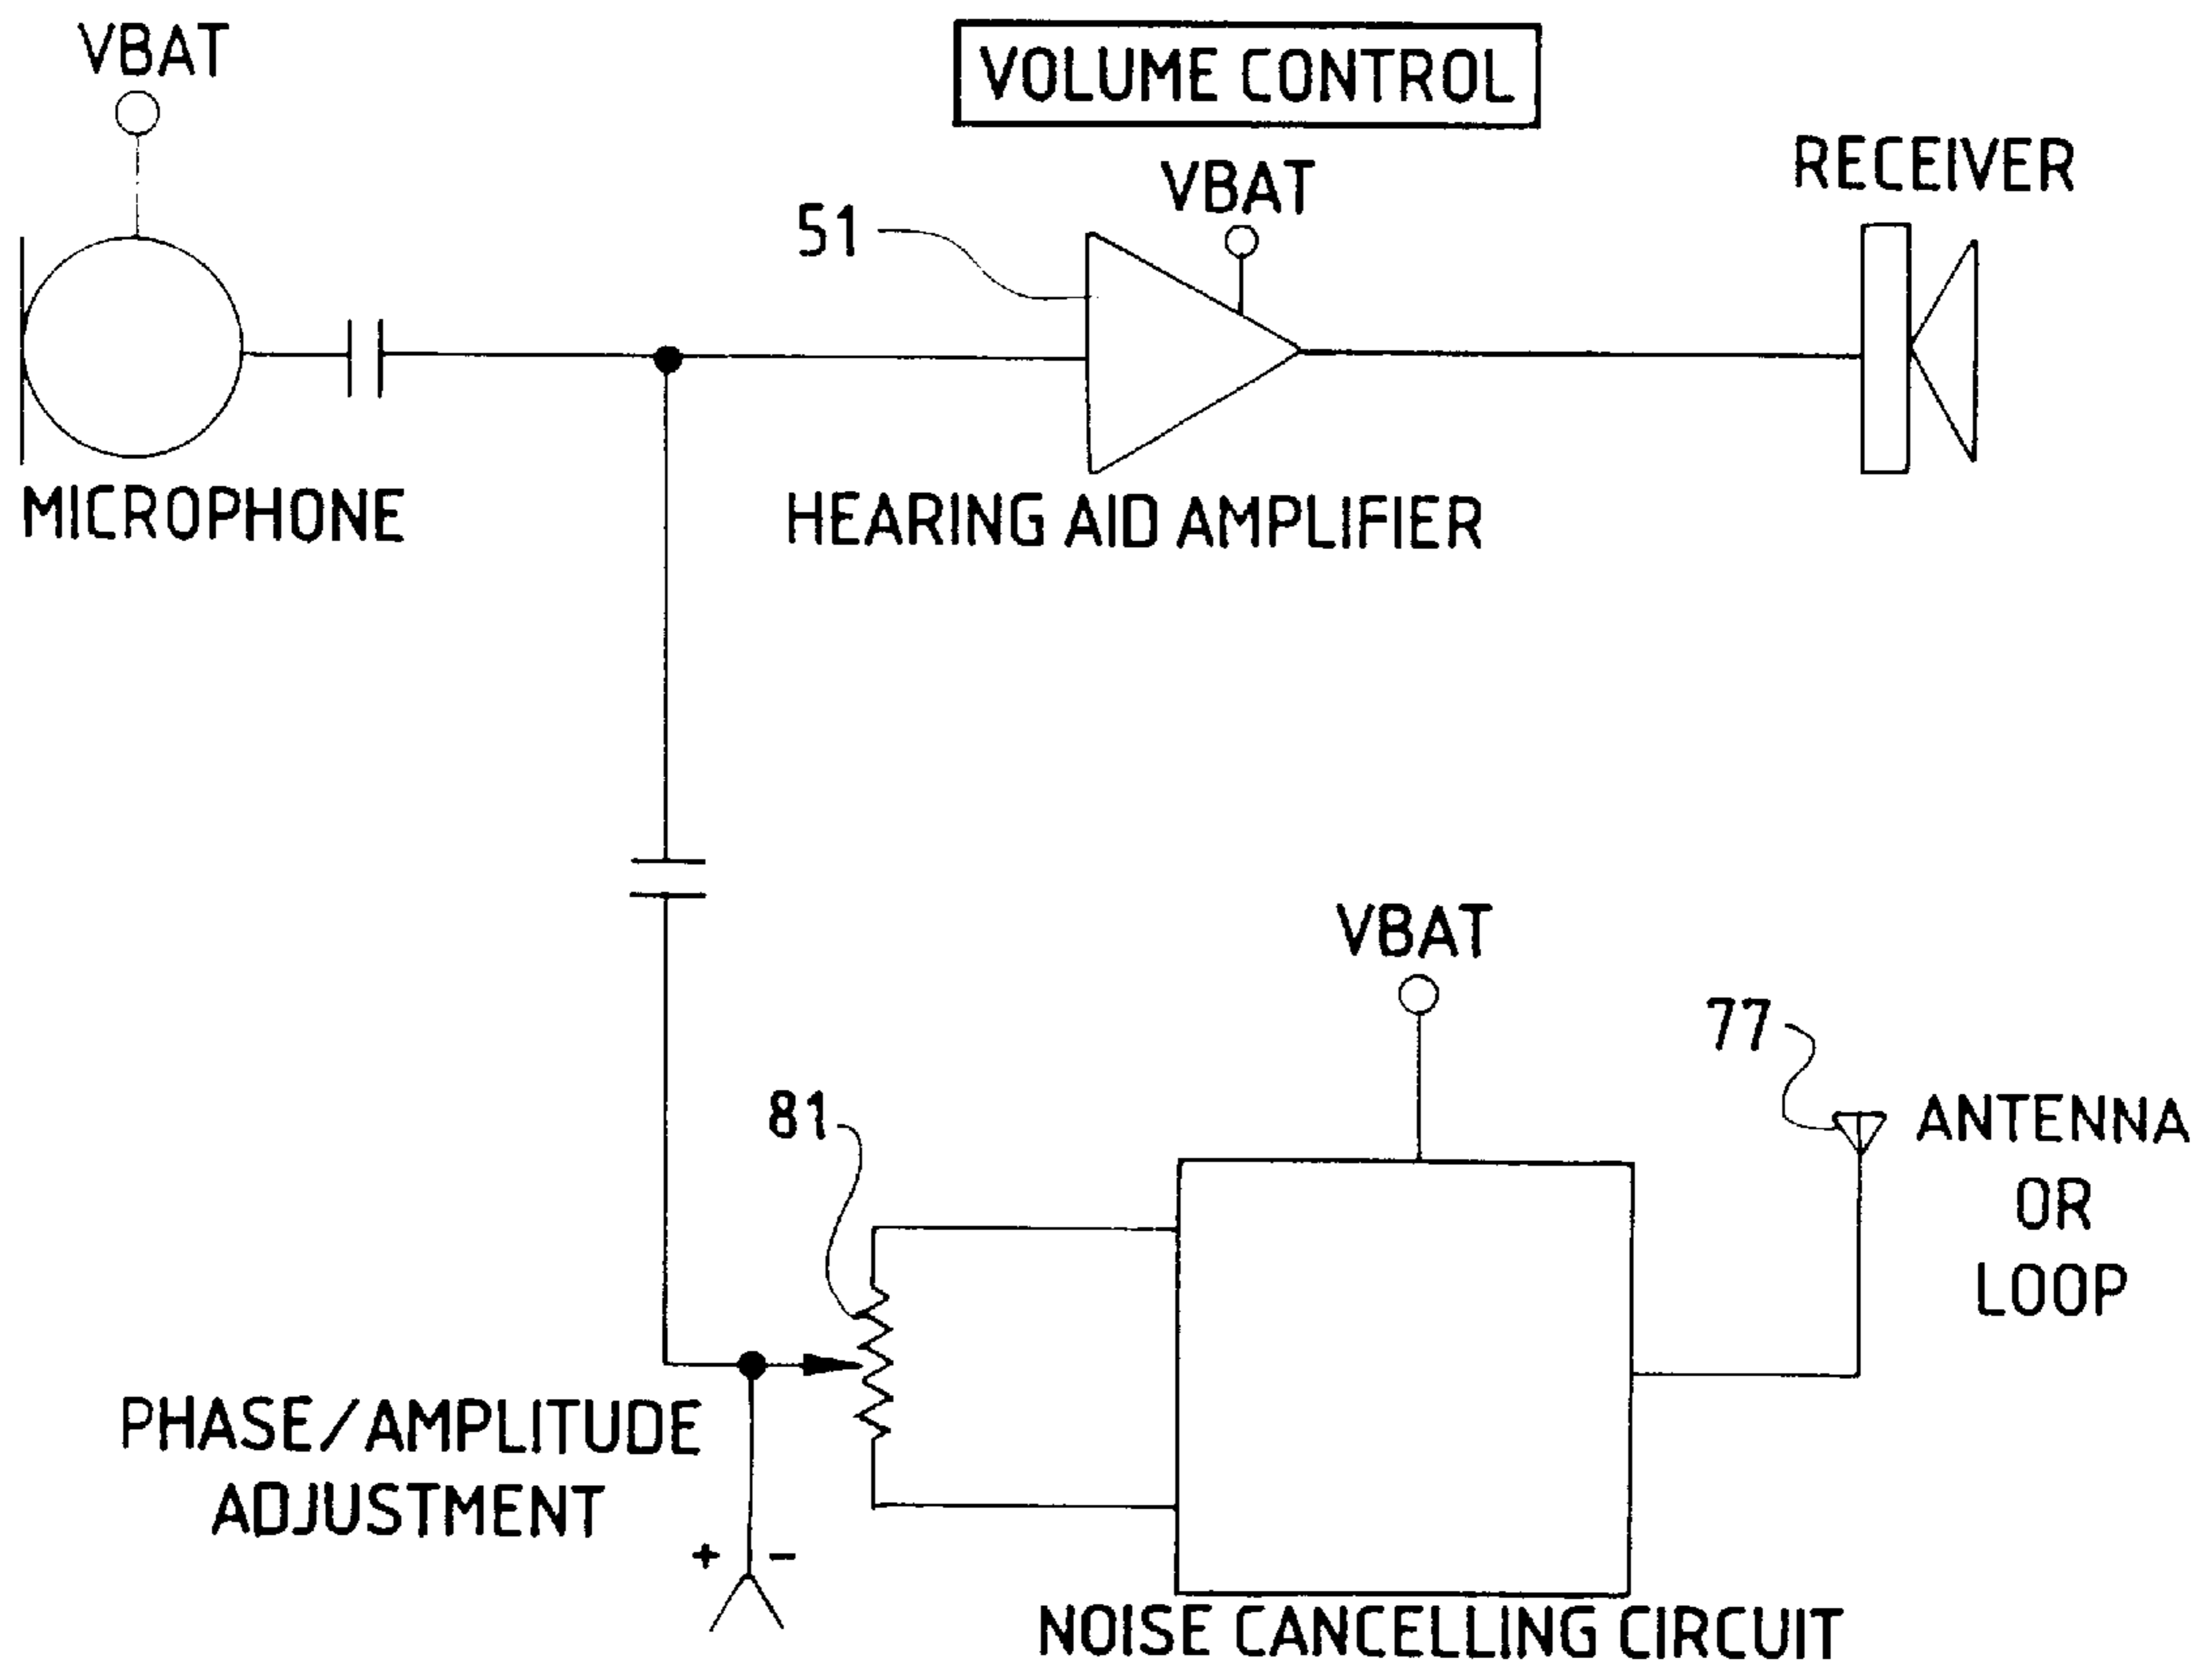 VBAT
VOLUME CONTROL
VBAT
RECEIVER
51
MICROPHONE
HEARING AID AMPLIFIER
VBAT
77
81
ANTENNA
OR
LOOP
PHASE/AMPLITUDE
ADJUSTMENT
+ -
NOISE CANCELLING CIRCUIT